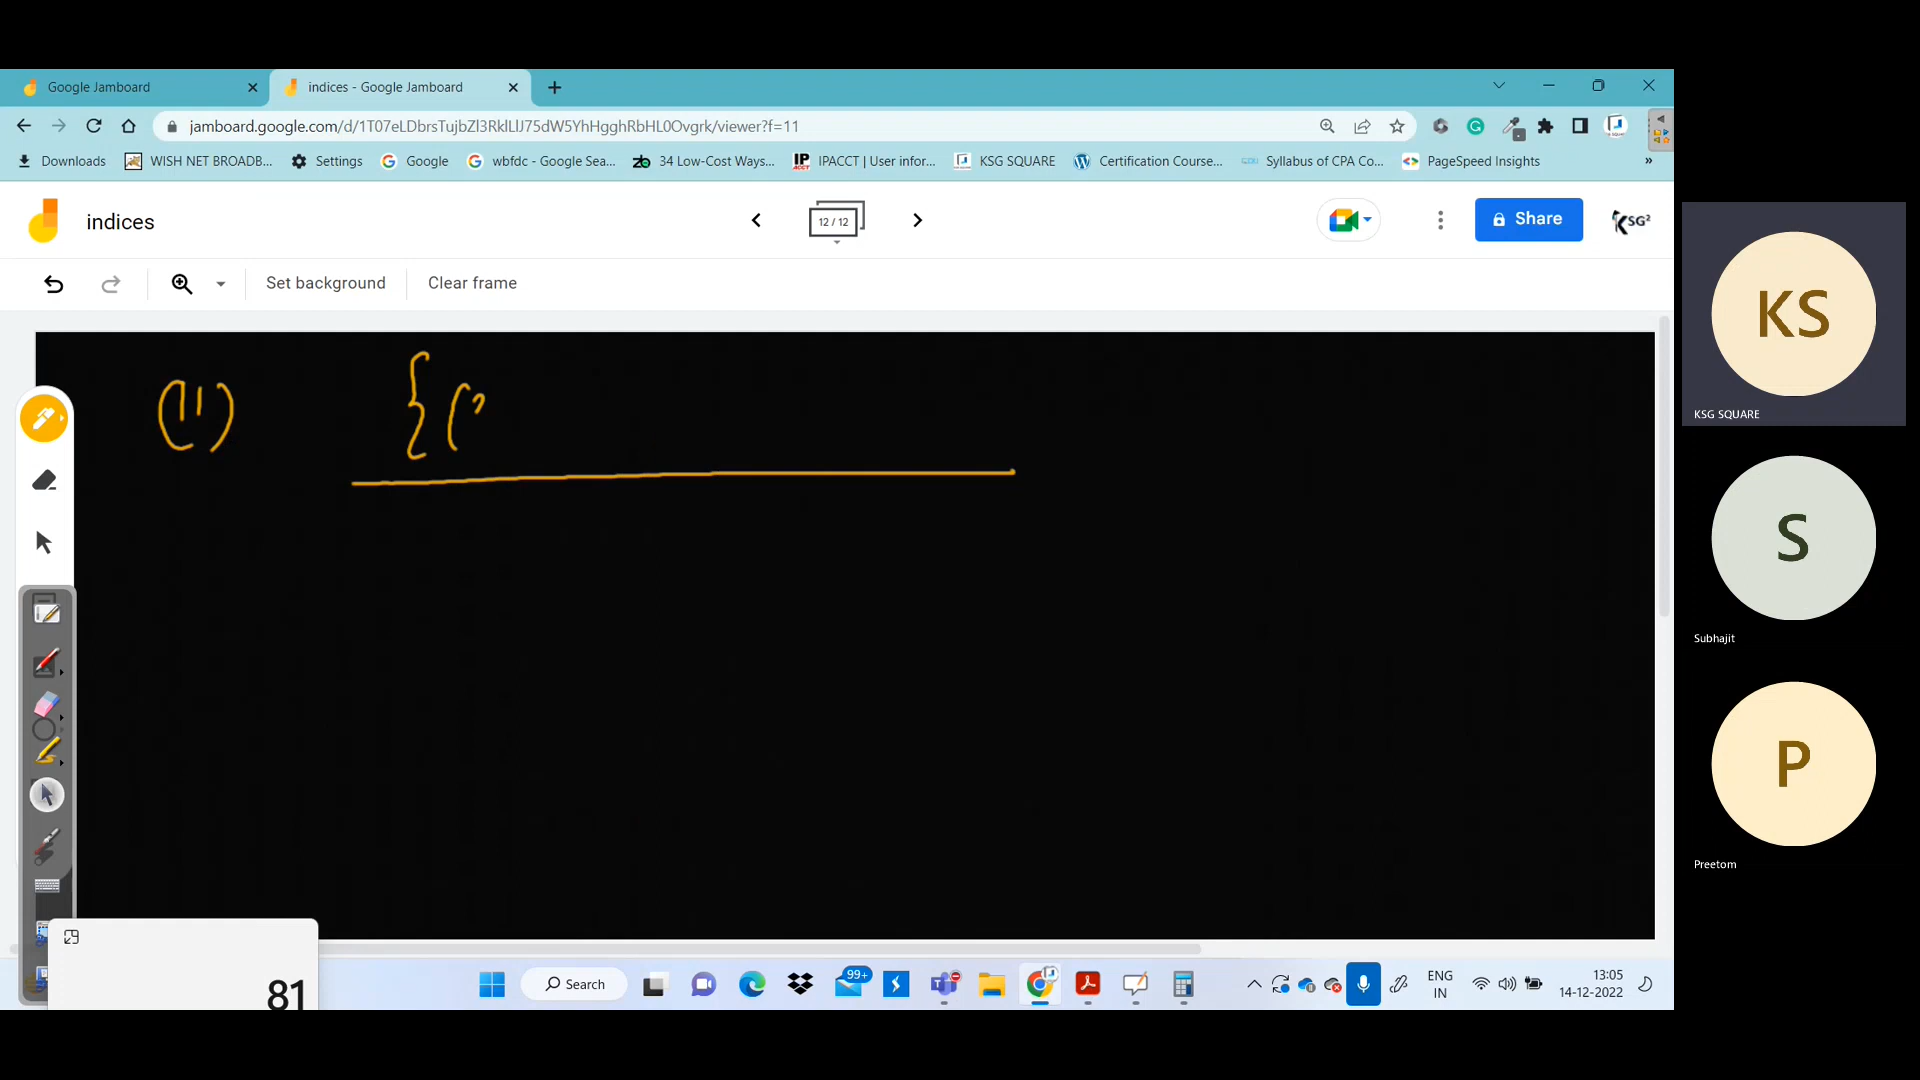 Google Jamboard
indices - Google Jamboard
jamboard.google.com/d/1T07eLDbrsTujbZl3RklLlJ75dW5YhHgghRbHL0Ovgrk/viewer?f=11
Downloads WISH NET BROADB... Settings Google wbfdc - Google Sea... 34 Low-Cost Ways... IPACCT | User infor... KSG SQUARE Certification Course... Syllabus of CPA Co... PageSpeed Insights »
indices 12 / 12 Share KSG²
Set background Clear frame
(11) { (
81
Search 99+ ENG IN 13:05 14-12-2022
KS
KSG SQUARE
S
Subhajit
P
Preetom